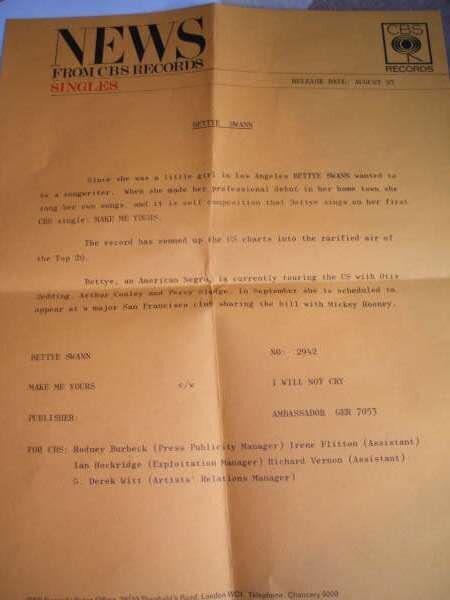 NEWS
FROM CBS RECORDS
SINGLES
CBS
RECORDS
RELEASE DATE: AUGUST
BETTYE SWANN
Since she was a little girl in Los Angeles BETTYE SWANN wanted to
be a songwriter. When she made her professional debut in her home town she
sang her own songs, and it is self composition that Bettye sings on her first
CBS single: MAKE ME YOURS.
The record has zoomed up the US charts into the rarified air of
the Top 20.
Bettye, an American Negro, is currently touring the US with Otis
Redding, Arthur Conley and Percy Sledge. In September she is scheduled to
appear at a major San Francisco club sharing the bill with Mickey Rooney.
BETTYE SWANN NO: 2942
MAKE ME YOURS c/w I WILL NOT CRY
PUBLISHER: AMBASSADOR GER 7053
FOR CBS: Rodney Burbeck (Press Publicity Manager) Irene Flitton (Assistant)
Ian Hockridge (Exploitation Manager) Richard Vernon (Assistant)
G. Derek Witt (Artists' Relations Manager)
Theobald's Road, London WC1. Telephone: Chancery 9000